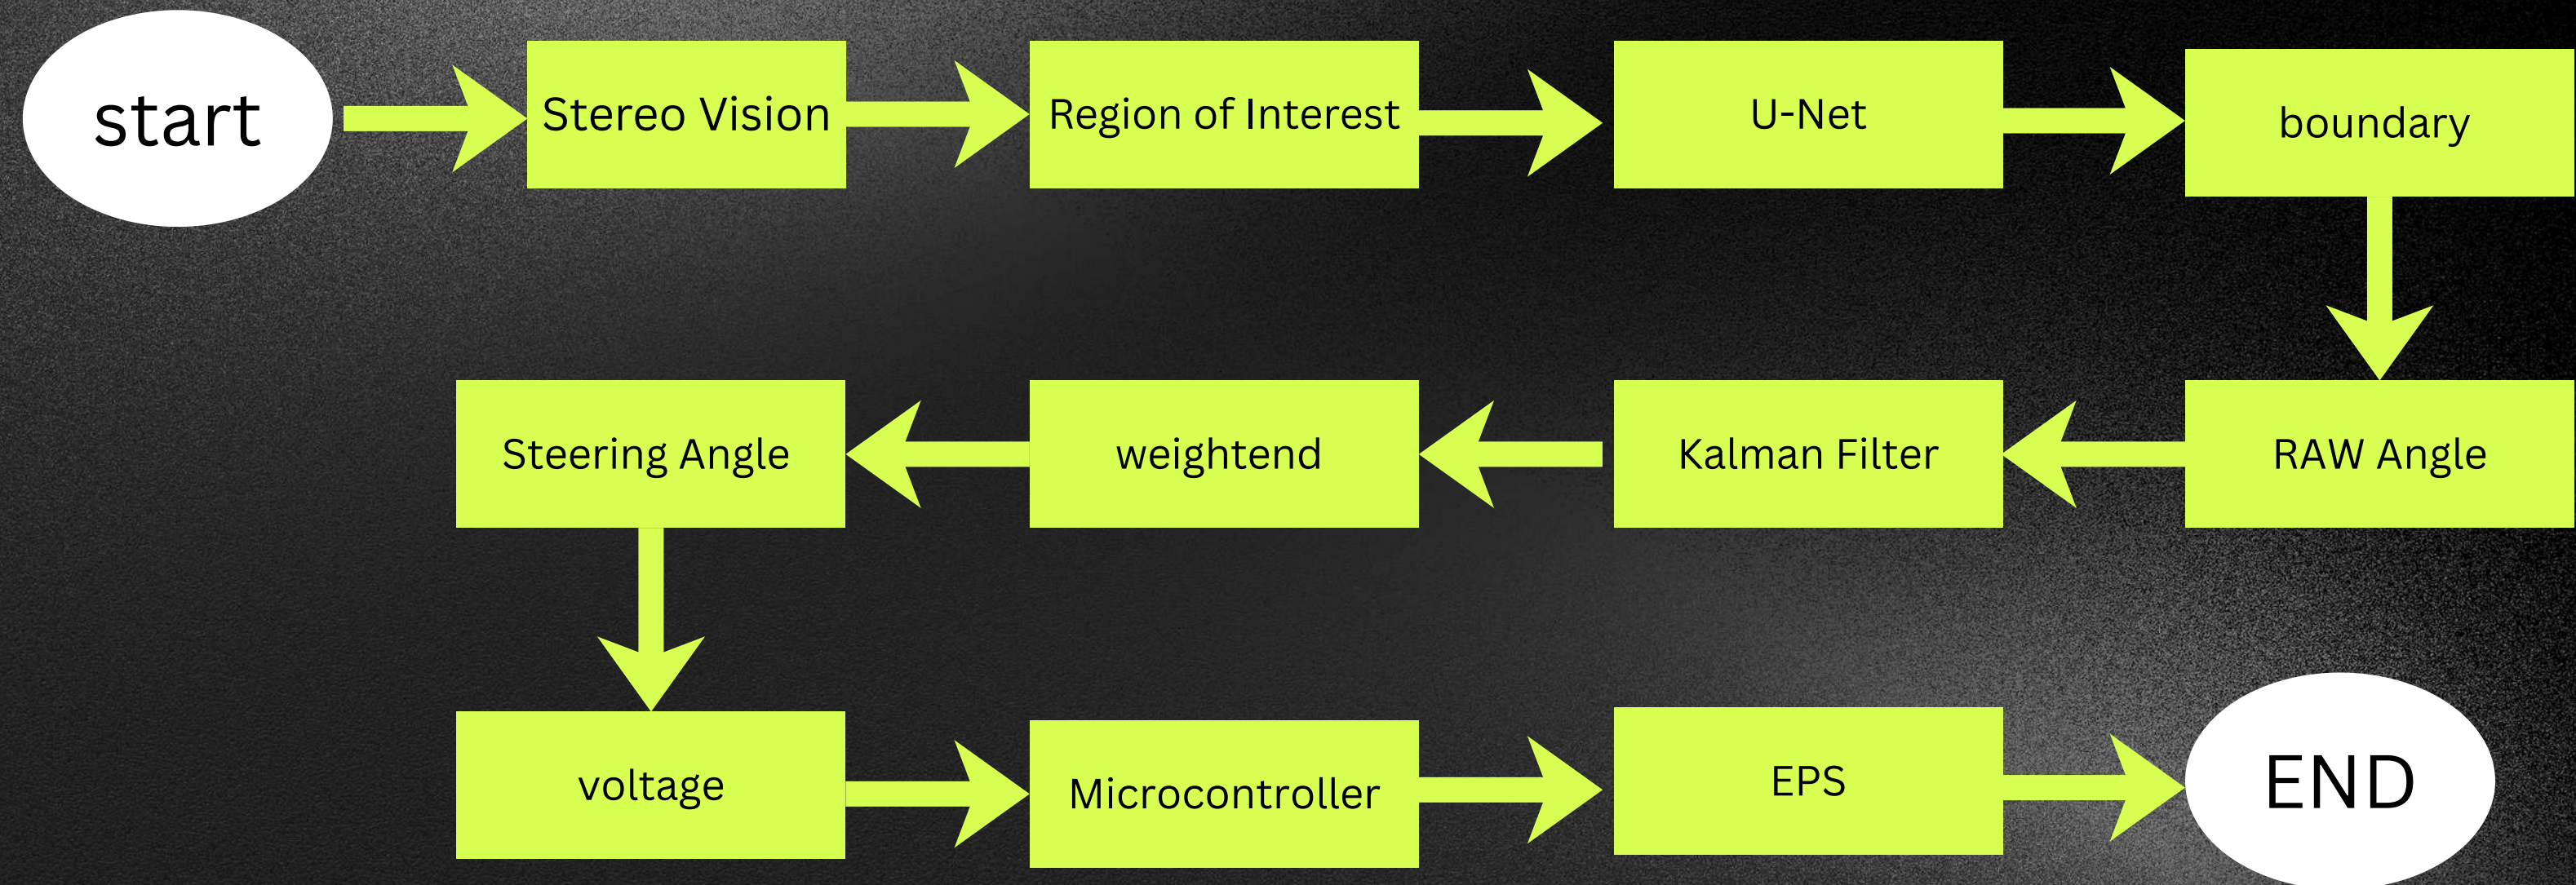 start
Stereo Vision
Region of Interest
U-Net
boundary
RAW Angle
Kalman Filter
weightend
Steering Angle
voltage
Microcontroller
EPS
END